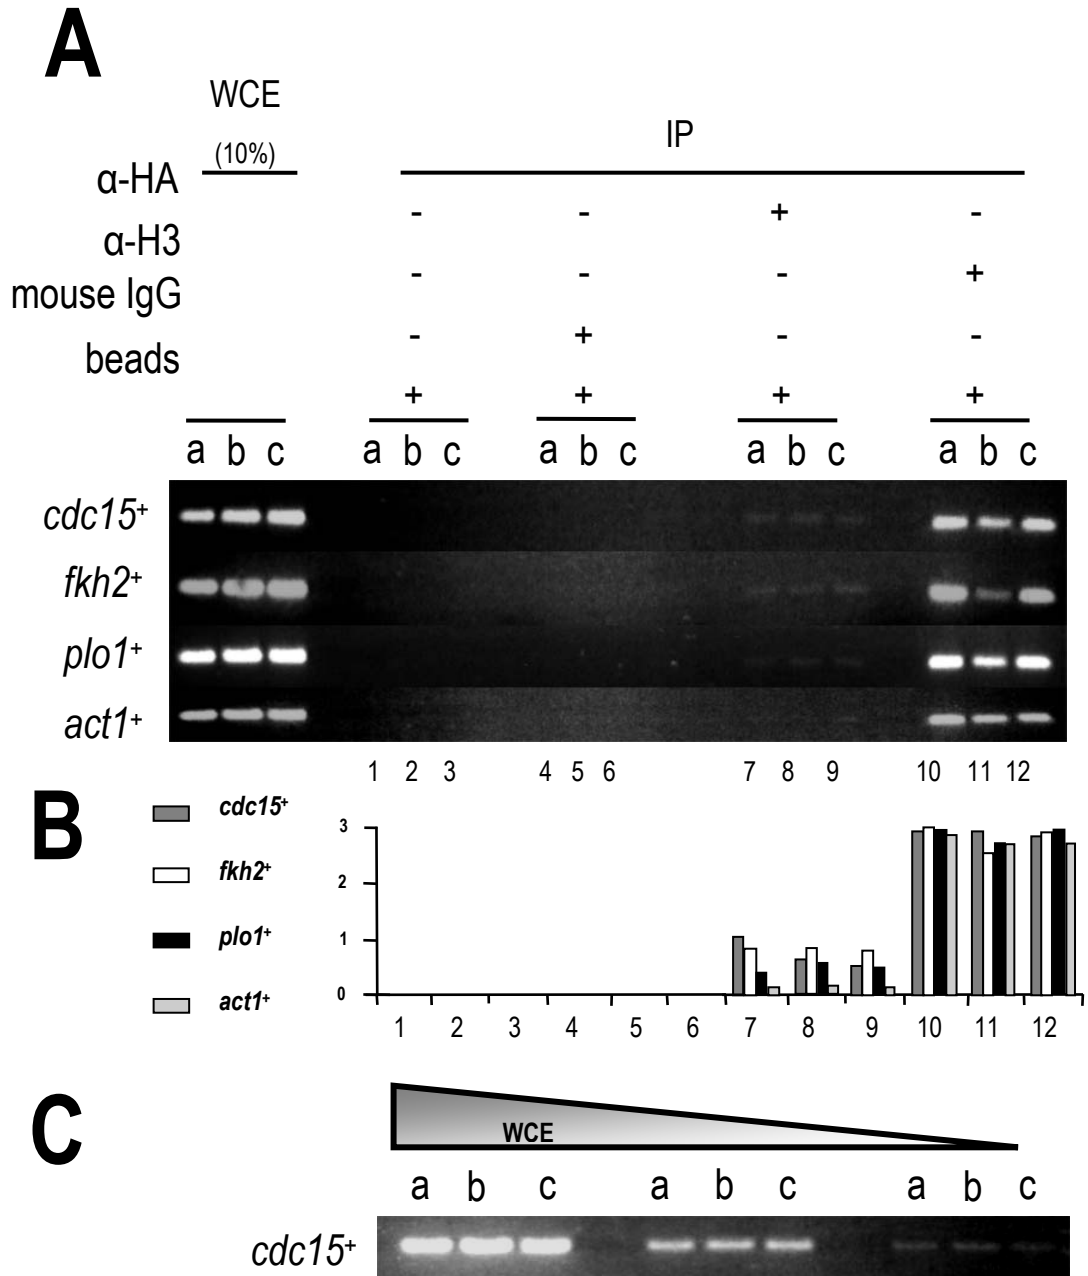 A
WCE
(10%)
IP
α-HA
- - + -
α-H3
- - - +
mouse IgG
- + - -
beads
+ + + +
a b c a b c a b c a b c a b c
cdc15+
fkh2+
plo1+
act1+
1 2 3 4 5 6 7 8 9 10 11 12
B
cdc15+
fkh2+
plo1+
act1+
3
2
1
0
1 2 3 4 5 6 7 8 9 10 11 12
C
WCE
a b c a b c a b c
cdc15+